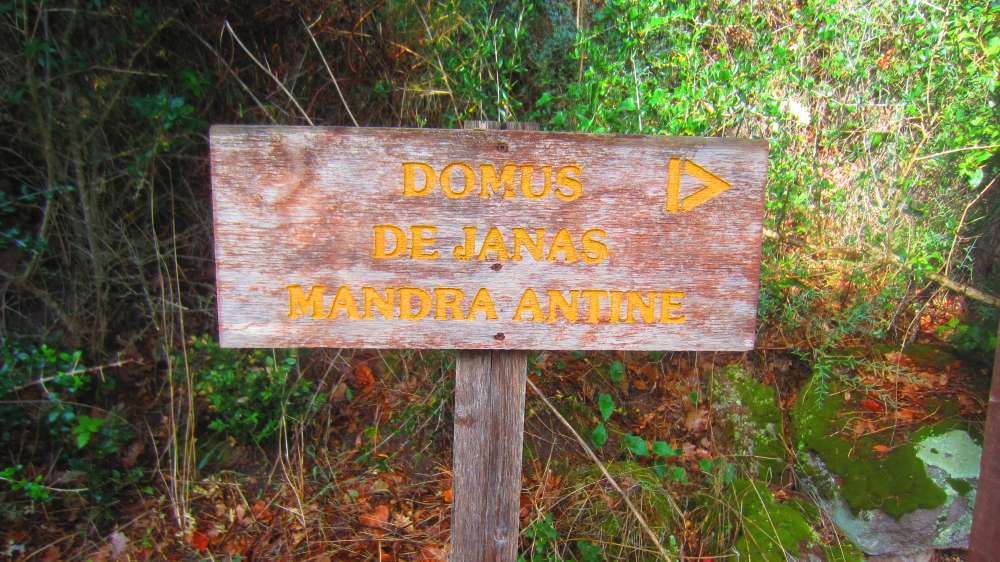 DOMUS
DE JANAS
MANDRA ANTINE